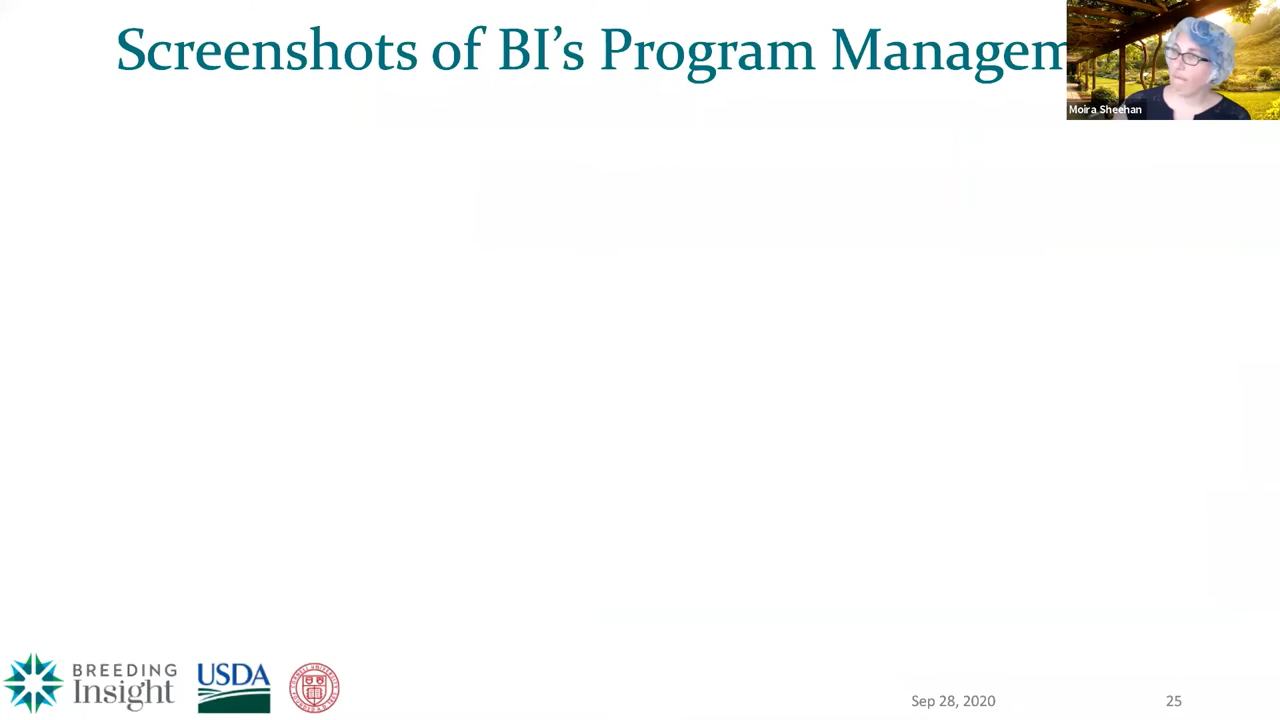 Screenshots of BI's Program Managem
Moira Sheehan
BREEDING
Insight
USDA
Sep 28, 2020
25